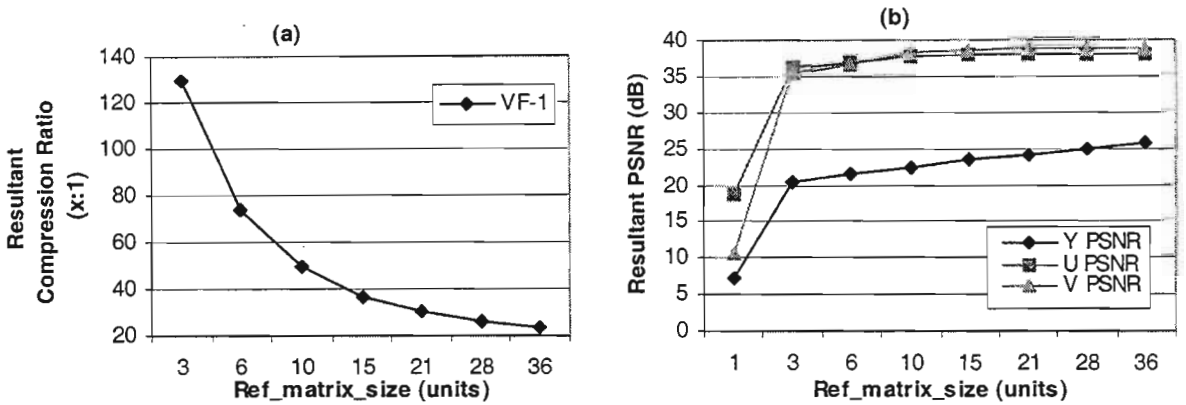 (a)
140
120
100
80
60
40
20
Resultant
Compression Ratio
(x:1)
VF-1
3 6 10 15 21 28 36
Ref_matrix_size (units)
(b)
40
35
30
25
20
15
10
5
0
Resultant PSNR (dB)
Y PSNR
U PSNR
V PSNR
1 3 6 10 15 21 28 36
Ref_matrix_size (units)